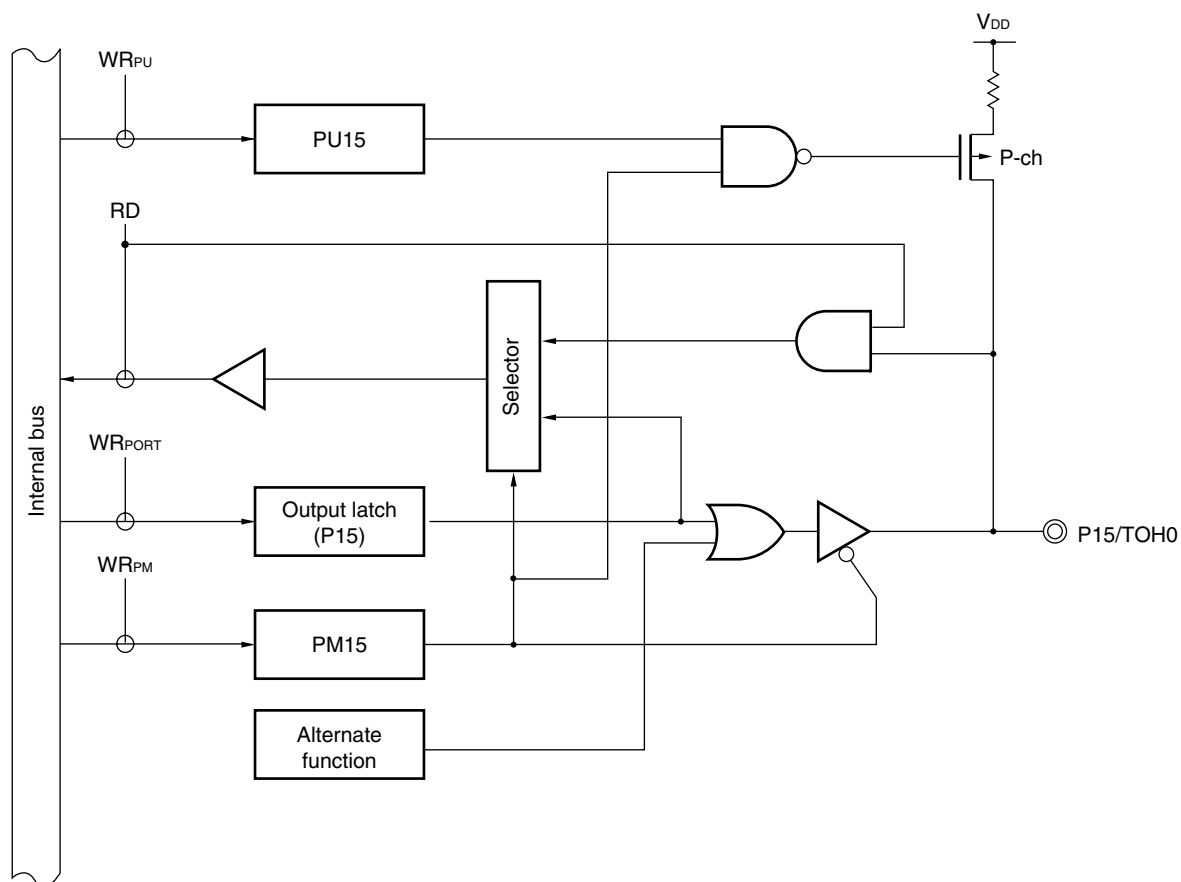 VDD
WRPU
PU15
P-ch
RD
Selector
Internal bus
WRPORT
Output latch
(P15)
P15/TOH0
WRPM
PM15
Alternate
function